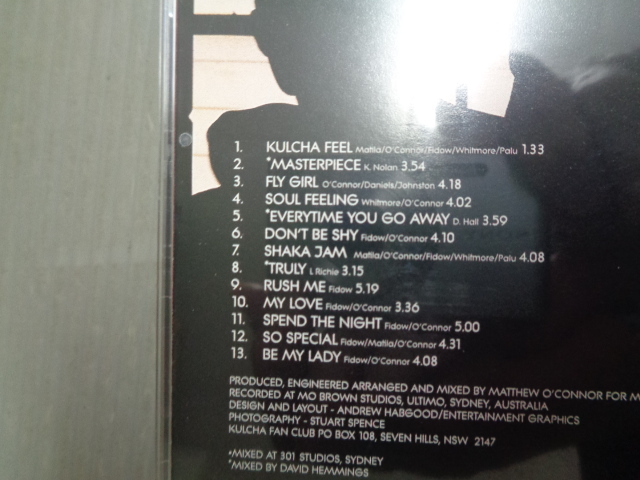 1. KULCHA FEEL Mattia/O'Connor/Fidow/Whitmore/Palu 1.33
2. *MASTERPIECE K. Nolan 3.54
3. FLY GIRL O'Connor/Daniels/Johnston 4.18
4. SOUL FEELING Whitmore/O'Connor 4.02
5. *EVERYTIME YOU GO AWAY D. Hall 3.59
6. DON'T BE SHY Fidow/O'Connor 4.10
7. SHAKA JAM Mattia/O'Connor/Fidow/Whitmore/Palu 4.08
8. *TRULY L Richie 3.15
9. RUSH ME Fidow 5.19
10. MY LOVE Fidow/O'Connor 3.36
11. SPEND THE NIGHT Fidow/O'Connor 5.00
12. SO SPECIAL Fidow/Mattia/O'Connor 4.31
13. BE MY LADY Fidow/O'Connor 4.08
PRODUCED, ENGINEERED ARRANGED AND MIXED BY MATTHEW O'CONNOR FOR M
RECORDED AT MO BROWN STUDIOS, ULTIMO, SYDNEY, AUSTRALIA
DESIGN AND LAYOUT - ANDREW HABGOOD/ENTERTAINMENT GRAPHICS
PHOTOGRAPHY - STUART SPENCE
KULCHA FAN CLUB PO BOX 108, SEVEN HILLS, NSW 2147
*MIXED AT 301 STUDIOS, SYDNEY
*MIXED BY DAVID HEMMINGS